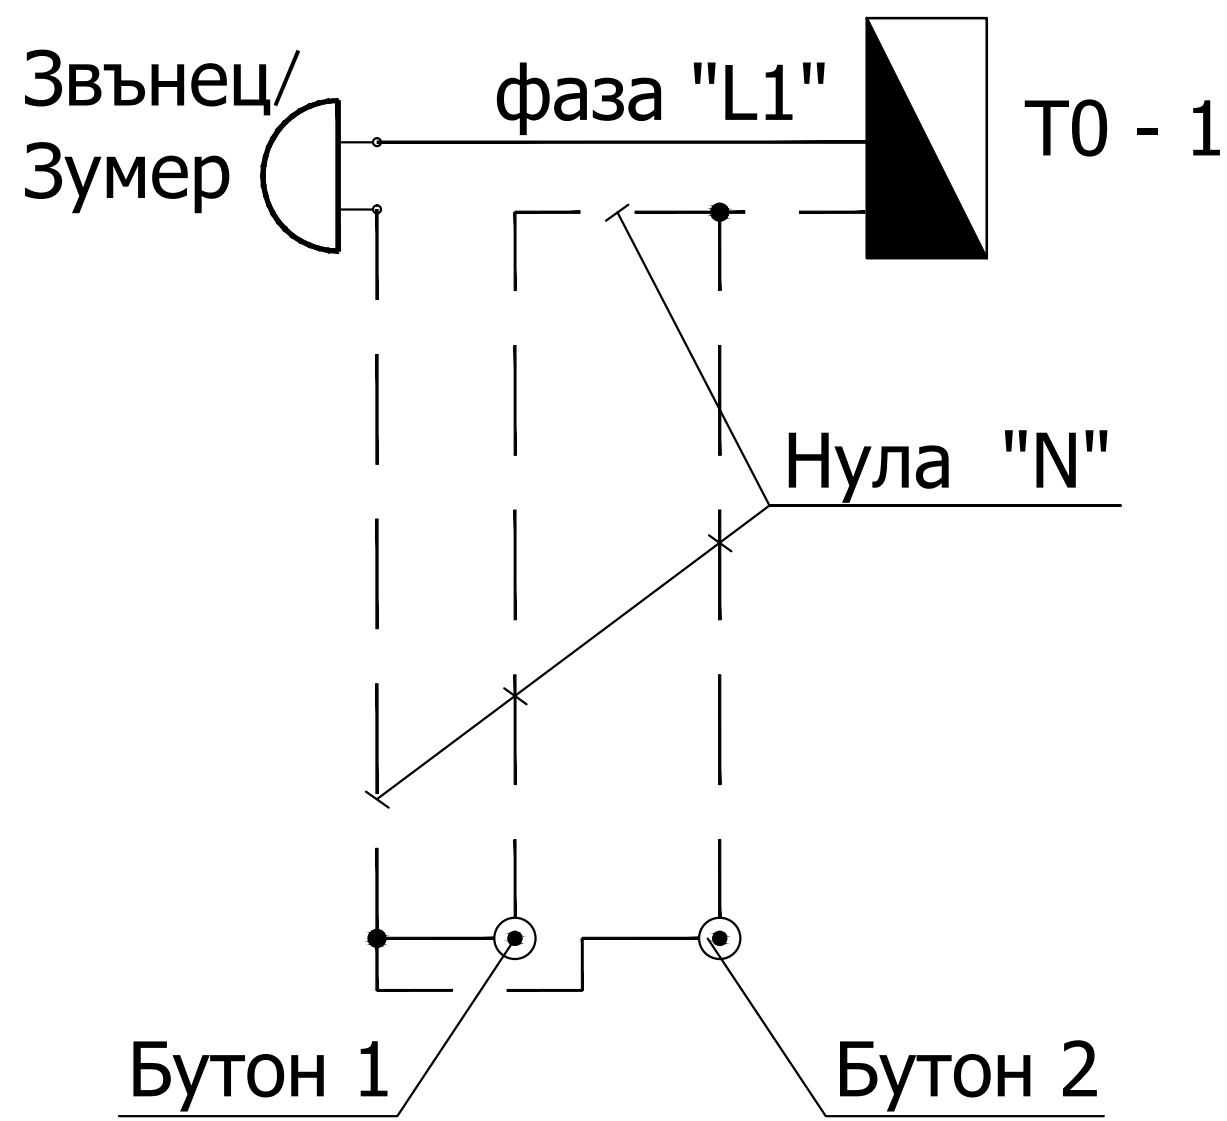 Звънец/
Зумер
фаза "L1"
Т0 - 1
Нула "N"
Бутон 1
Бутон 2